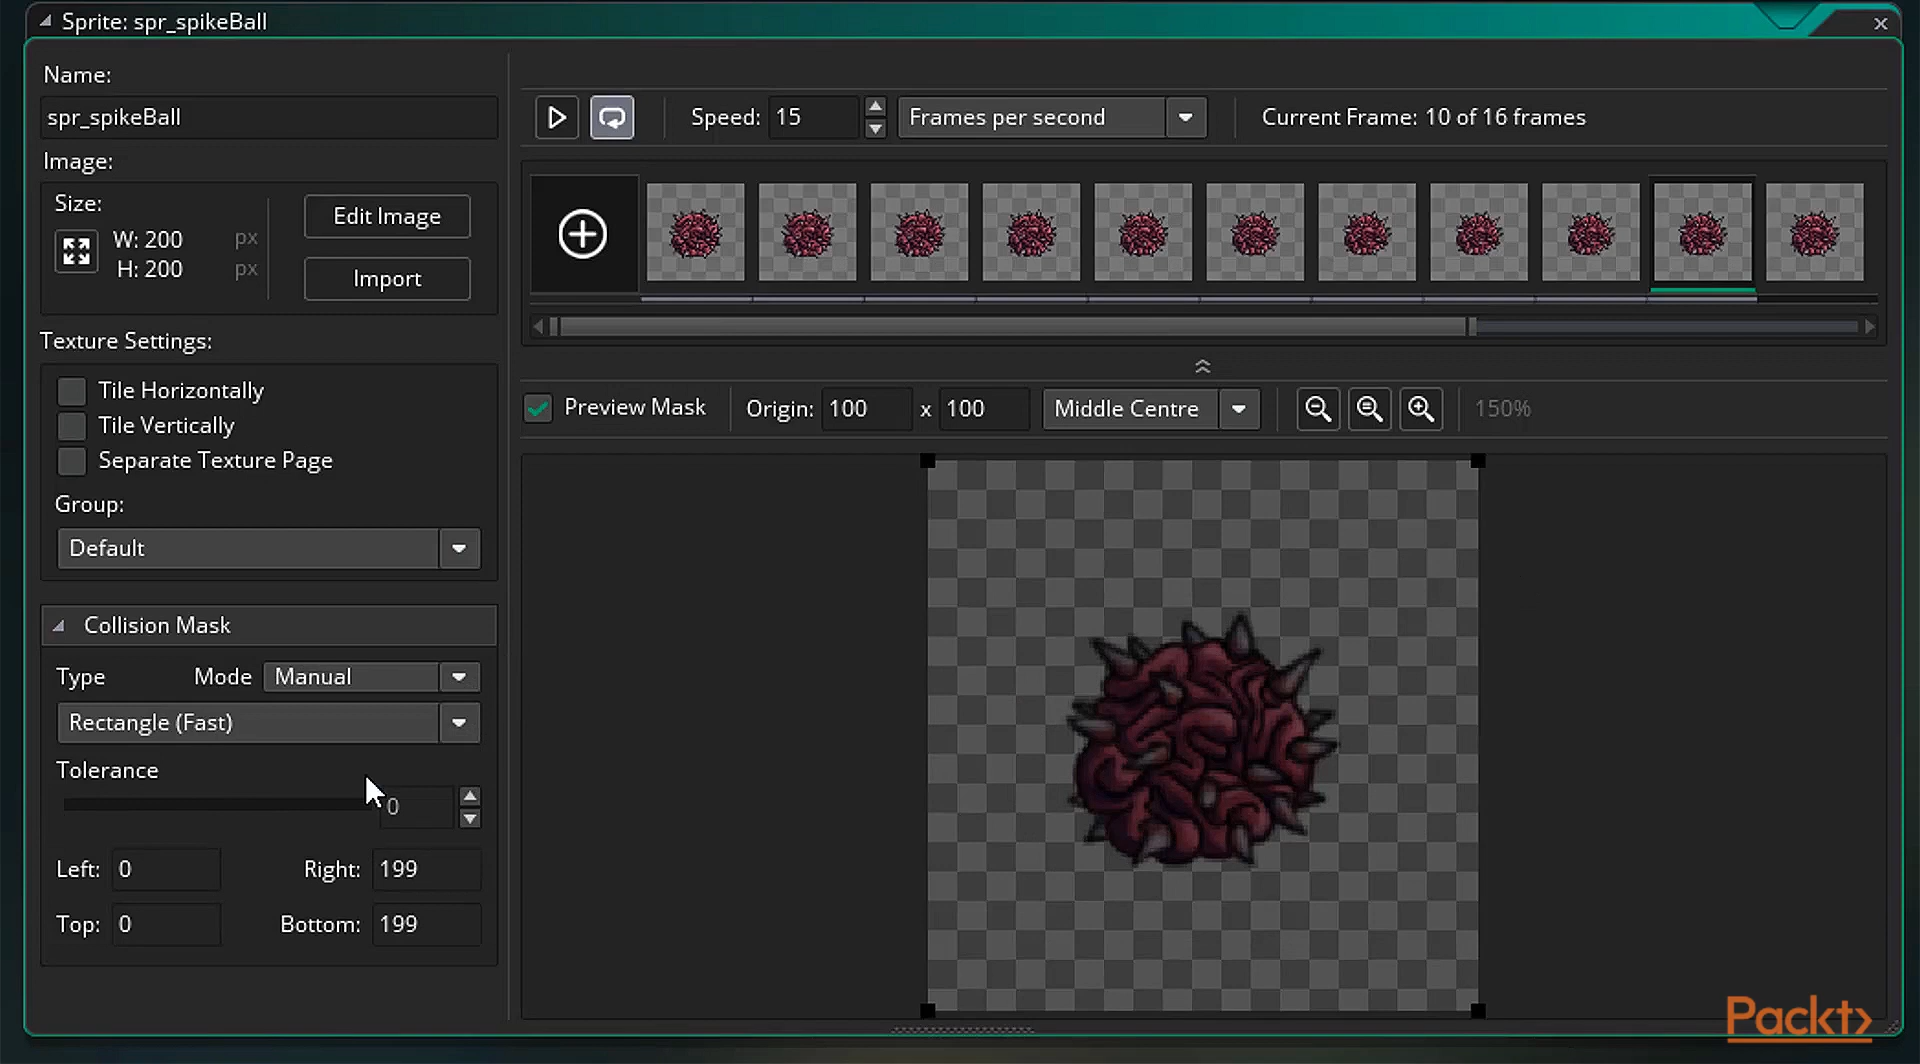 Sprite: spr_spikeBall
Name:
spr_spikeBall
Image:
Size:
W: 200 px
H: 200 px
Edit Image
Import
Texture Settings:
Tile Horizontally
Tile Vertically
Separate Texture Page
Group:
Default
Collision Mask
Type Mode Manual
Rectangle (Fast)
Tolerance
0
Left: 0 Right: 199
Top: 0 Bottom: 199
Speed: 15 Frames per second Current Frame: 10 of 16 frames
Preview Mask Origin: 100 x 100 Middle Centre 150%
Packt>